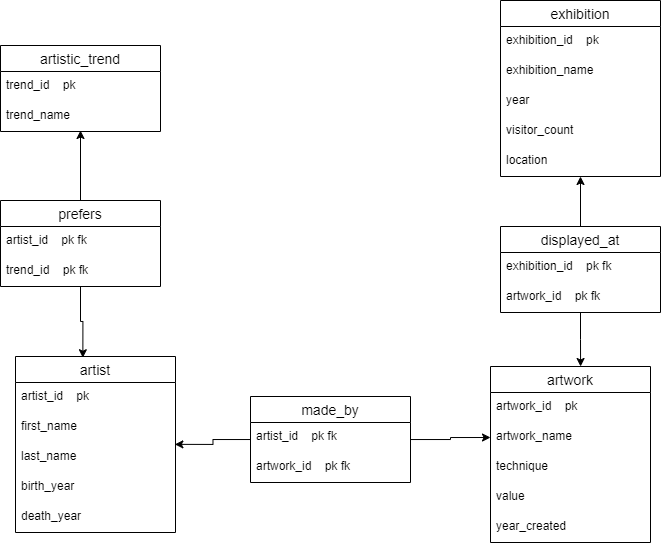 exhibition
exhibition_id pk
exhibition_name
year
visitor_count
location
artistic_trend
trend_id pk
trend_name
prefers
artist_id pk fk
trend_id pk fk
displayed_at
exhibition_id pk fk
artwork_id pk fk
artist
artist_id pk
first_name
last_name
birth_year
death_year
made_by
artist_id pk fk
artwork_id pk fk
artwork
artwork_id pk
artwork_name
technique
value
year_created